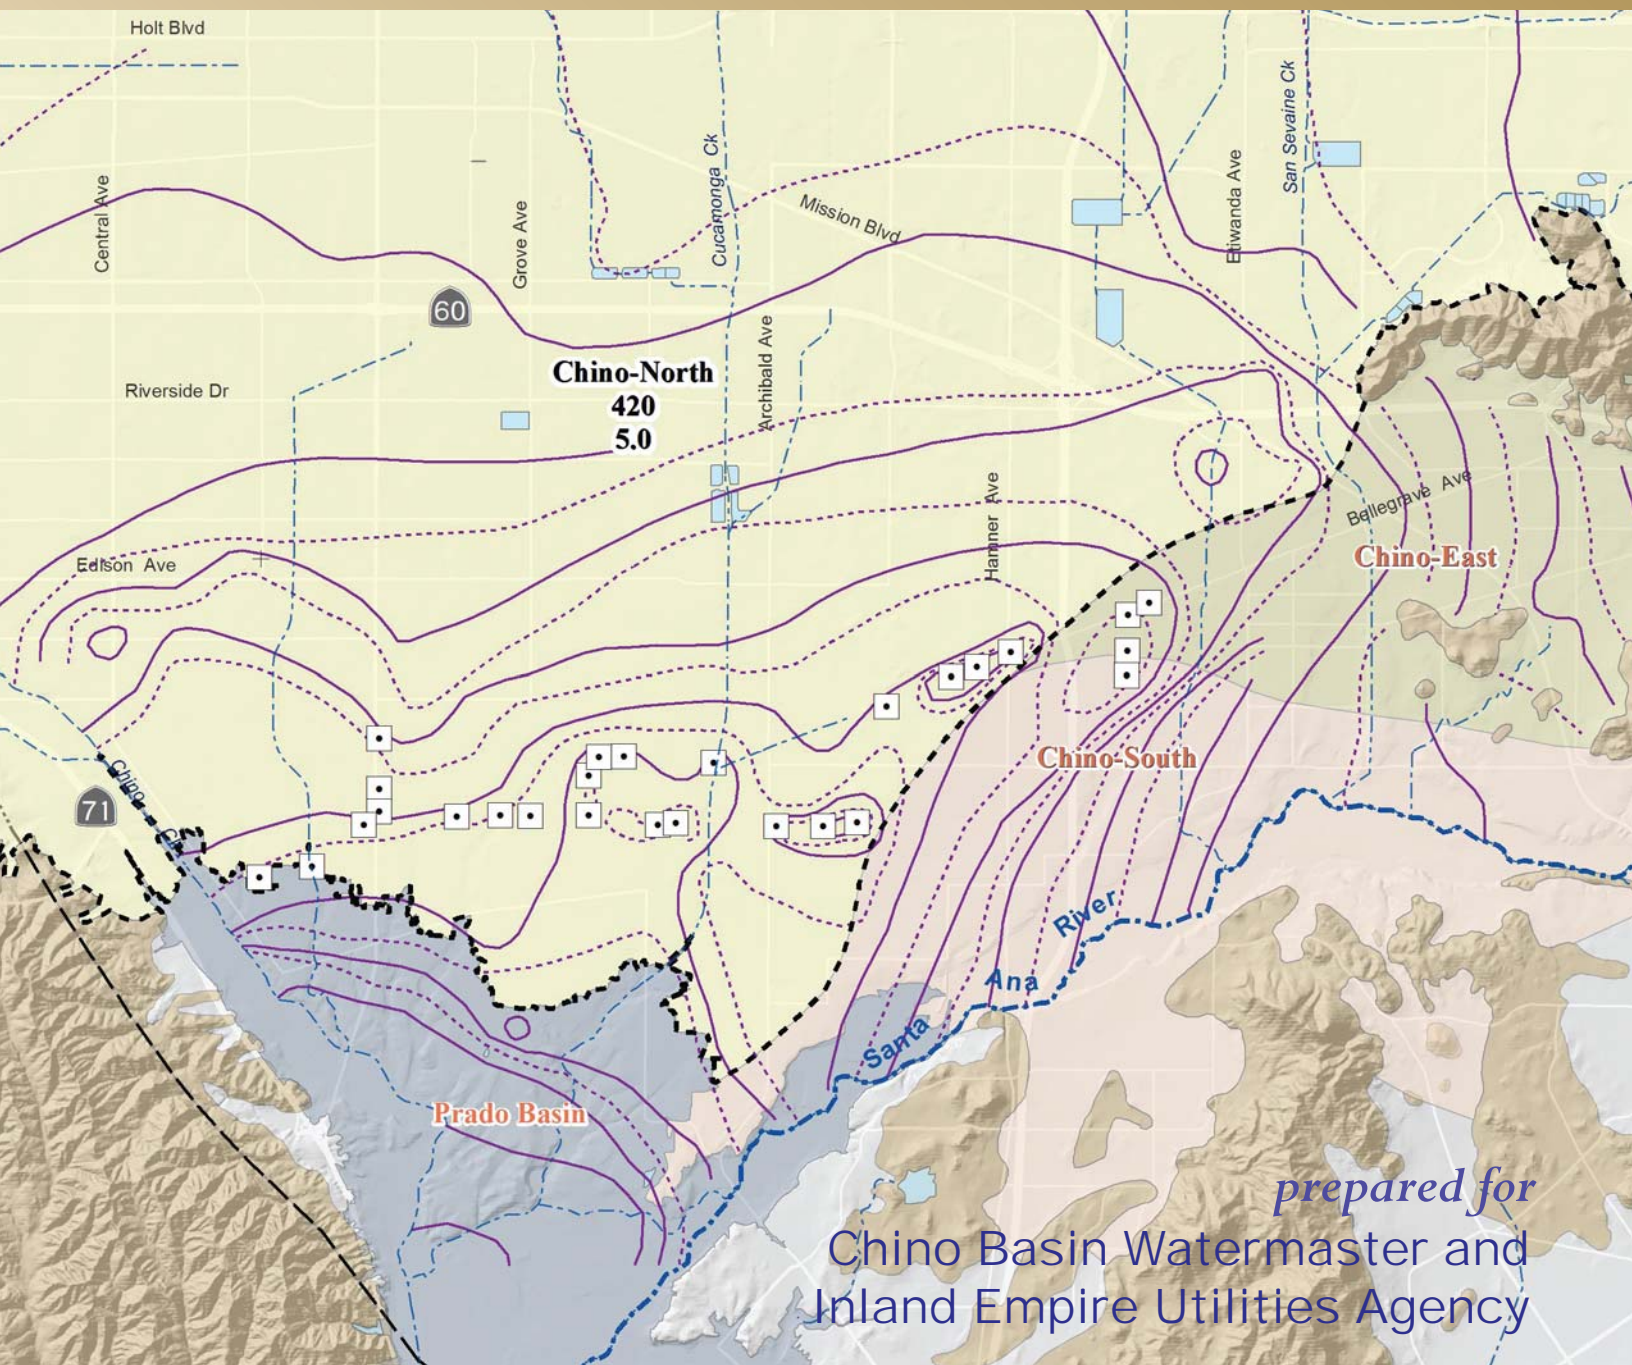 Holt Blvd
San Sevaine Ck
Cucamonga Ck
Etiwanda Ave
Central Ave
Grove Ave
Mission Blvd
60
Archibald Ave
Chino-North
420
5.0
Riverside Dr
Hamner Ave
Bellegrave Ave
Edison Ave
Chino-East
Chino-South
Chino Ck
71
Santa Ana River
Prado Basin
prepared for
Chino Basin Watermaster and
Inland Empire Utilities Agency